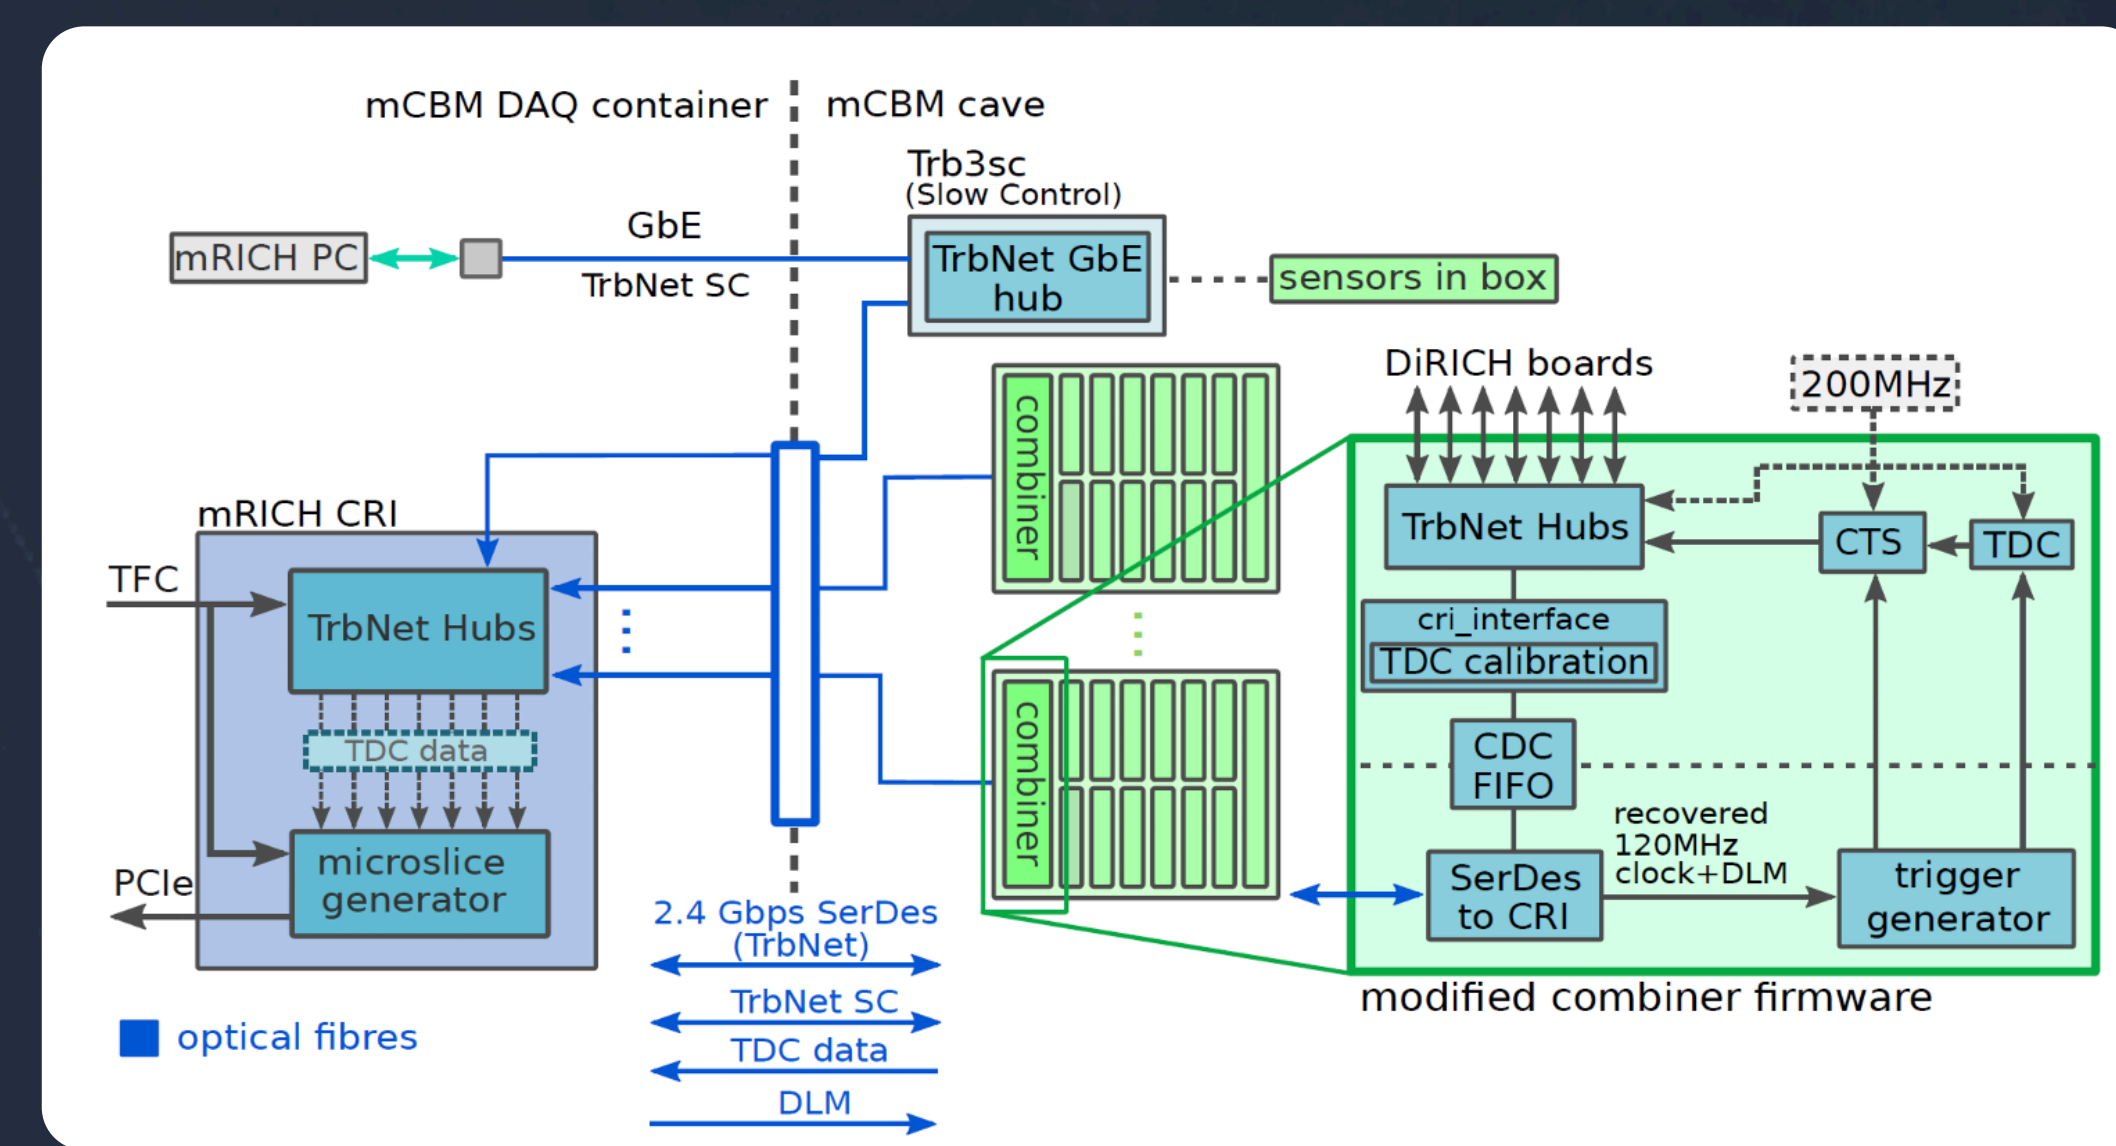 mCBM DAQ container
mCBM cave
Trb3sc
(Slow Control)
GbE
TrbNet SC
mRICH PC
TrbNet GbE
hub
sensors in box
DiRICH boards
200MHz
combiner
TrbNet Hubs
CTS
TDC
cri_interface
TDC calibration
CDC
FIFO
recovered
120MHz
clock+DLM
SerDes
to CRI
trigger
generator
modified combiner firmware
combiner
mRICH CRI
TFC
TrbNet Hubs
TDC data
microslice
generator
PCIe
2.4 Gbps SerDes
(TrbNet)
TrbNet SC
TDC data
DLM
optical fibres